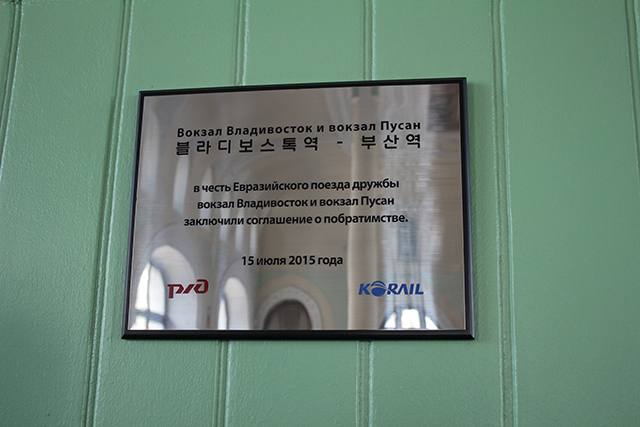 Вокзал Владивосток и вокзал Пусан
블라디보스톡역 - 부산역
в честь Евразийского поезда дружбы
вокзал Владивосток и вокзал Пусан
заключили соглашение о побратимстве.
15 июля 2015 года
ржд KORAIL